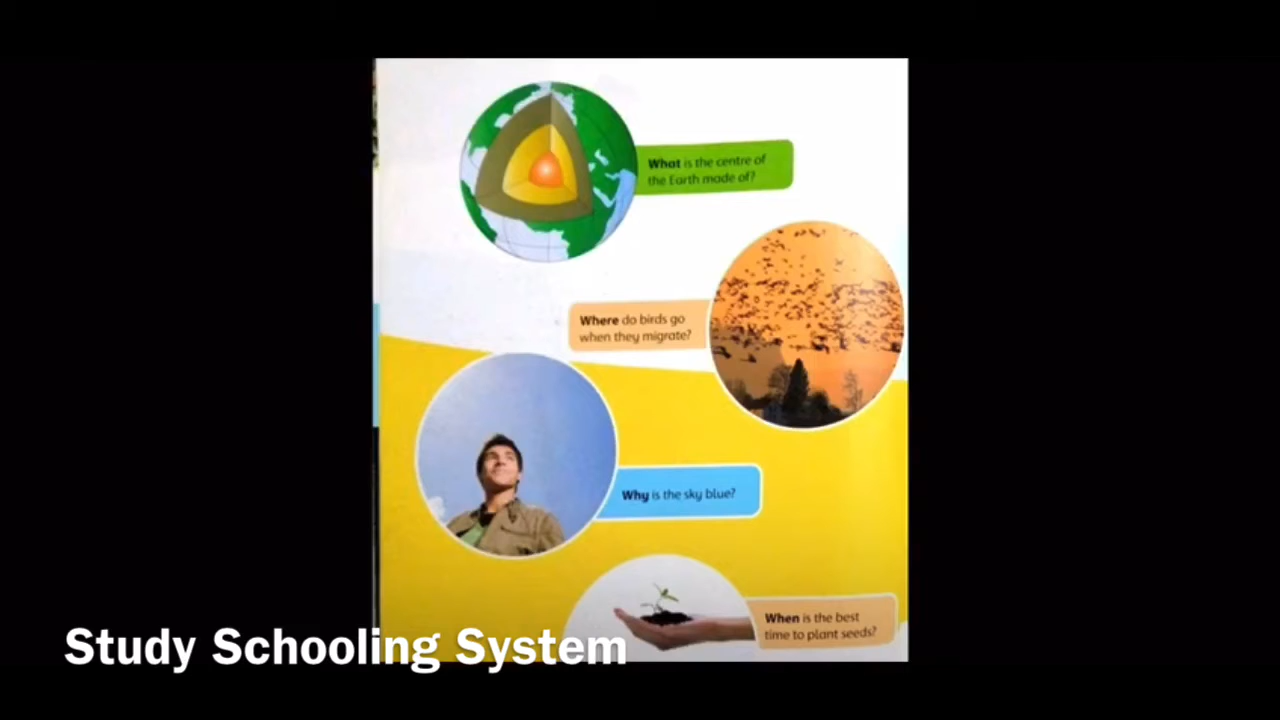 What is the centre of
the Earth made of?
Where do birds go
when they migrate?
Why is the sky blue?
When is the best
time to plant seeds?
Study Schooling System